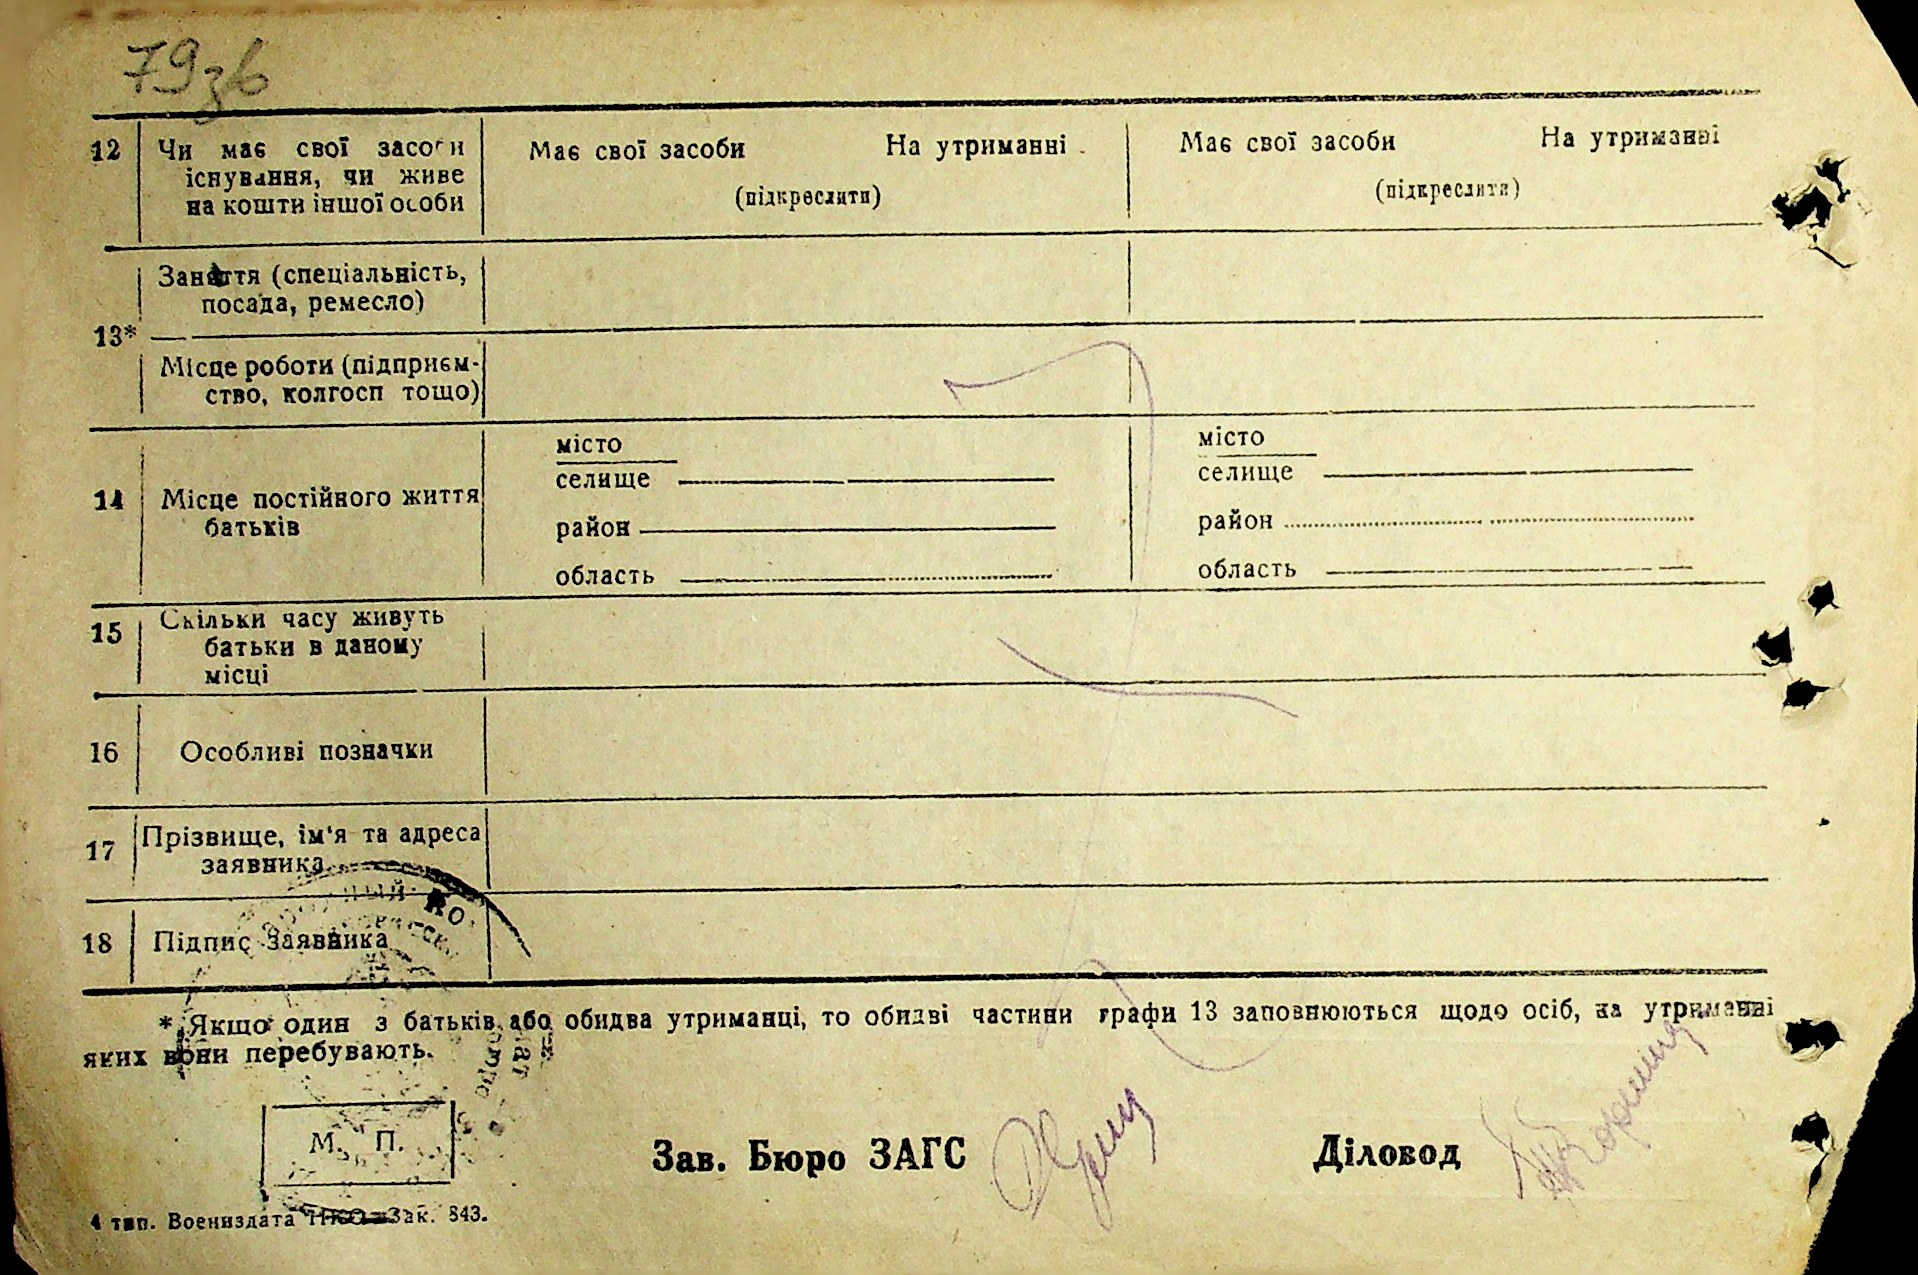 79зв
12 Чи має свої засоби Має свої засоби На утриманні Має свої засоби На утриманні
існування, чи живе (підкреслити) (підкреслити)
на кошти іншої особи
Заняття (спеціальність,
посада, ремесло)
13*
Місце роботи (підприєм-
ство, колгосп тощо)
місто місто
селище селище
14 Місце постійного життя
батьків район район
область область
Скільки часу живуть
15 батьки в даному
місці
16 Особливі позначки
17 Прізвище, ім'я та адреса
заявника
18 Підпис заявника
* Якщо один з батьків або обидва утриманці, то обидві частини графи 13 заповнюються щодо осіб, на утриманні
яких вони перебувають.
М. П.
Зав. Бюро ЗАГС Діловод
4 тип. Воениздата НКО Зак. 843.